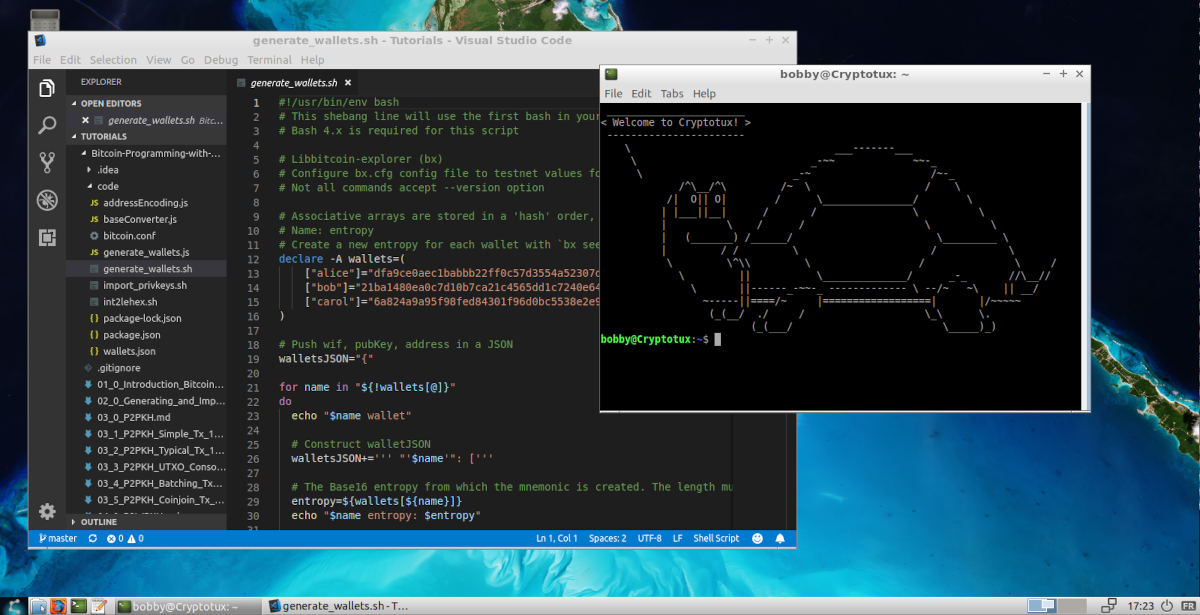 generate_wallets.sh - Tutorials - Visual Studio Code
File Edit Selection View Go Debug Terminal Help
EXPLORER
OPEN EDITORS
generate_wallets.sh Bitc...
TUTORIALS
Bitcoin-Programming-with-...
.idea
code
JS addressEncoding.js
JS baseConverter.js
bitcoin.conf
JS generate_wallets.js
generate_wallets.sh
import_privkeys.sh
int2lehex.sh
{} package-lock.json
{} package.json
{} wallets.json
.gitignore
01_0_Introduction_Bitcoin...
02_0_Generating_and_Imp...
03_0_P2PKH.md
03_1_P2PKH_Simple_Tx_1...
03_2_P2PKH_Typical_Tx_1...
03_3_P2PKH_UTXO_Conso...
03_4_P2PKH_Batching_Tx...
03_5_P2PKH_Coinjoin_Tx_...
OUTLINE
generate_wallets.sh
1 #!/usr/bin/env bash
2 # This shebang line will use the first bash in your
3 # Bash 4.x is required for this script
4
5 # Libbitcoin-explorer (bx)
6 # Configure bx.cfg config file to testnet values fo
7 # Not all commands accept --version option
8
9 # Associative arrays are stored in a 'hash' order,
10 # Name: entropy
11 # Create a new entropy for each wallet with `bx see
12 declare -A wallets=(
13 ["alice"]="dfa9ce0aec1babbb22ff0c57d3554a52307d
14 ["bob"]="21ba1480ea0c7d10b7ca21c4565dd1c7240e64
15 ["carol"]="6a824a9a95f98fed84301f96d0bc5538e2e9
16 )
17
18 # Push wif, pubKey, address in a JSON
19 walletsJSON="{"
20
21 for name in "${!wallets[@]}"
22 do
23 echo "$name wallet"
24
25 # Construct walletJSON
26 walletsJSON+=''' "'$name'": ['''
27
28 # The Base16 entropy from which the mnemonic is created. The length mu
29 entropy=${wallets[${name}]}
30 echo "$name entropy: $entropy"
31
master 0 0 Ln 1, Col 1 Spaces: 2 UTF-8 LF Shell Script
bobby@Cryptotux: ~
File Edit Tabs Help
< Welcome to Cryptotux! >
bobby@Cryptotux:~$
bobby@Cryptotux: ~ generate_wallets.sh - T... 17:23